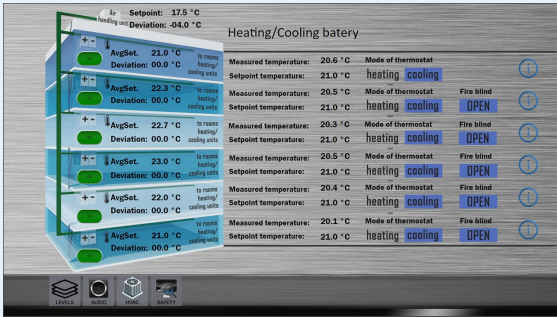 Air handling unit
Setpoint: 17.5 °C
Deviation: -04.0 °C
Heating/Cooling batery
+ -
AvgSet. 21.0 °C
Deviation: 00.0 °C
to rooms
heating/
cooling units
Measured temperature: 20.6 °C
Setpoint temperature: 21.0 °C
Mode of thermostat
heating cooling
+ -
AvgSet. 22.3 °C
Deviation: 00.0 °C
to rooms
heating/
cooling units
Measured temperature: 20.5 °C
Setpoint temperature: 21.0 °C
Mode of thermostat
heating cooling
Fire blind
OPEN
+ -
AvgSet. 22.7 °C
Deviation: 00.0 °C
to rooms
heating/
cooling units
Measured temperature: 20.3 °C
Setpoint temperature: 21.0 °C
Mode of thermostat
heating cooling
Fire blind
OPEN
+ -
AvgSet. 23.0 °C
Deviation: 00.0 °C
to rooms
heating/
cooling units
Measured temperature: 20.5 °C
Setpoint temperature: 21.0 °C
Mode of thermostat
heating cooling
Fire blind
OPEN
+ -
AvgSet. 22.0 °C
Deviation: 00.0 °C
to rooms
heating/
cooling units
Measured temperature: 20.4 °C
Setpoint temperature: 21.0 °C
Mode of thermostat
heating cooling
Fire blind
OPEN
+ -
AvgSet. 21.0 °C
Deviation: 00.0 °C
to rooms
heating/
cooling units
Measured temperature: 20.1 °C
Setpoint temperature: 21.0 °C
Mode of thermostat
heating cooling
Fire blind
OPEN
LEVELS AUDIO HVAC SAFETY